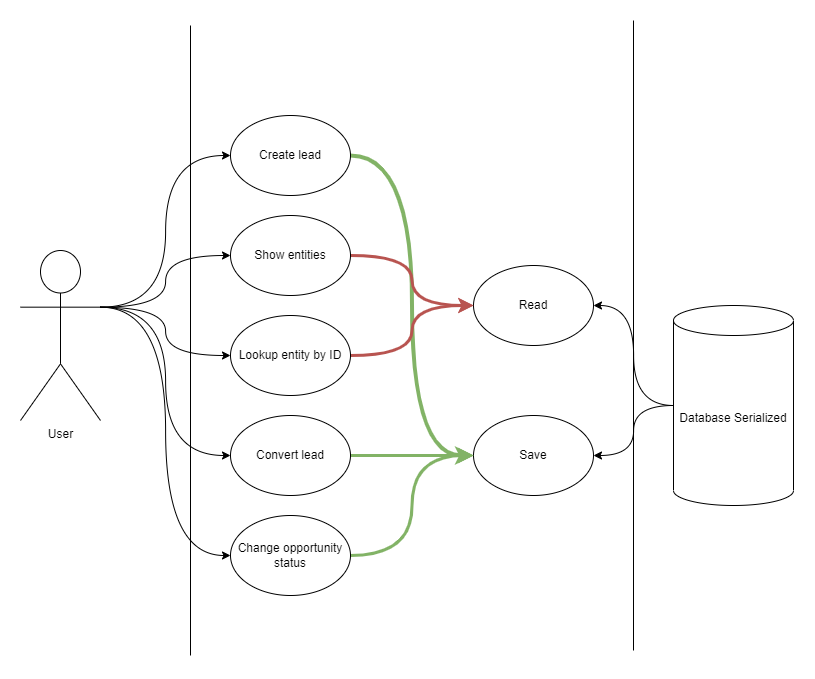 Create lead
Show entities
Lookup entity by ID
Convert lead
Change opportunity
status
Read
Save
User
Database Serialized